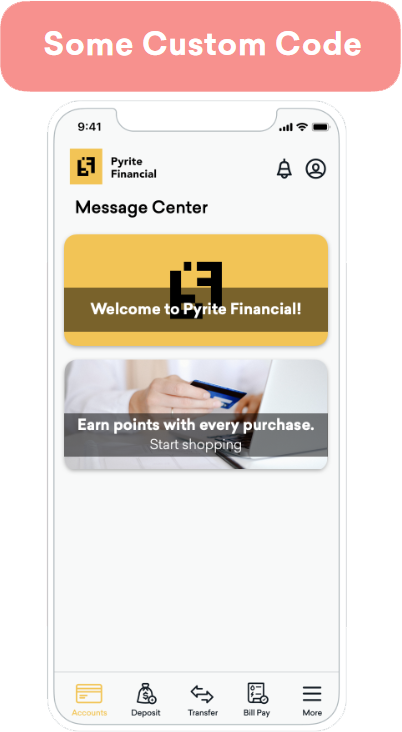 Some Custom Code
9:41
Pyrite
Financial
Message Center
Welcome to Pyrite Financial!
Earn points with every purchase.
Start shopping
Accounts
Deposit
Transfer
Bill Pay
More